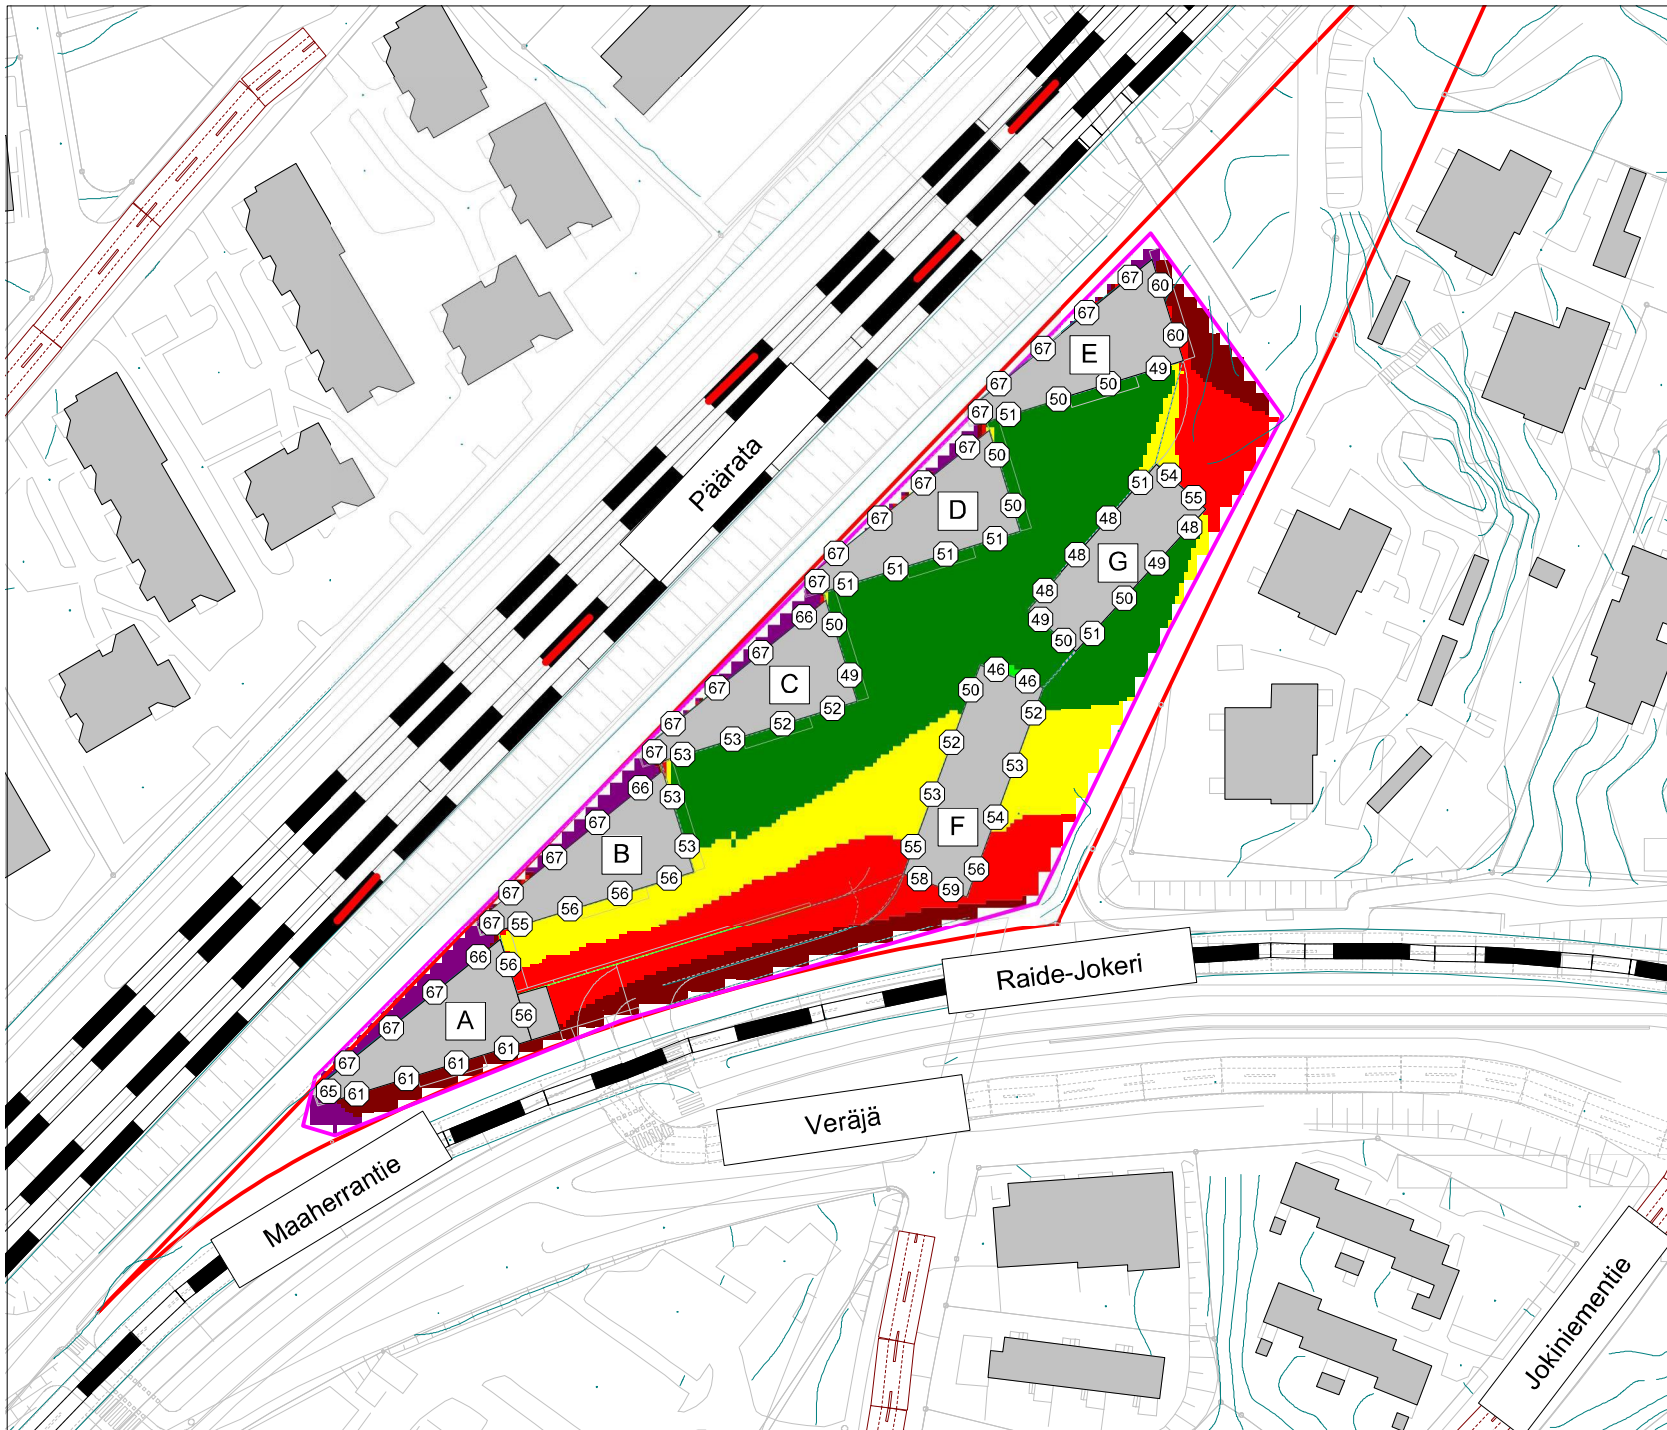 67 60
67
67 E 60
67 50 49
67 51 50
67 50 51 54
67 55
67 D 50 48 48
67 51 51 48 G 49
67 51 48 50
66 50 49 51
67 50
67 C 49 50 46 46
67 52 52
67 53 53 52
66 53 53
67 53 54
67 B 53 55 F
67 56 56 58 59 56
67 55 56
66 56
67
67 A 56
67 61 61
65 61 61
Päärata
Raide-Jokeri
Veräjä
Maaherrantie
Jokiniementie